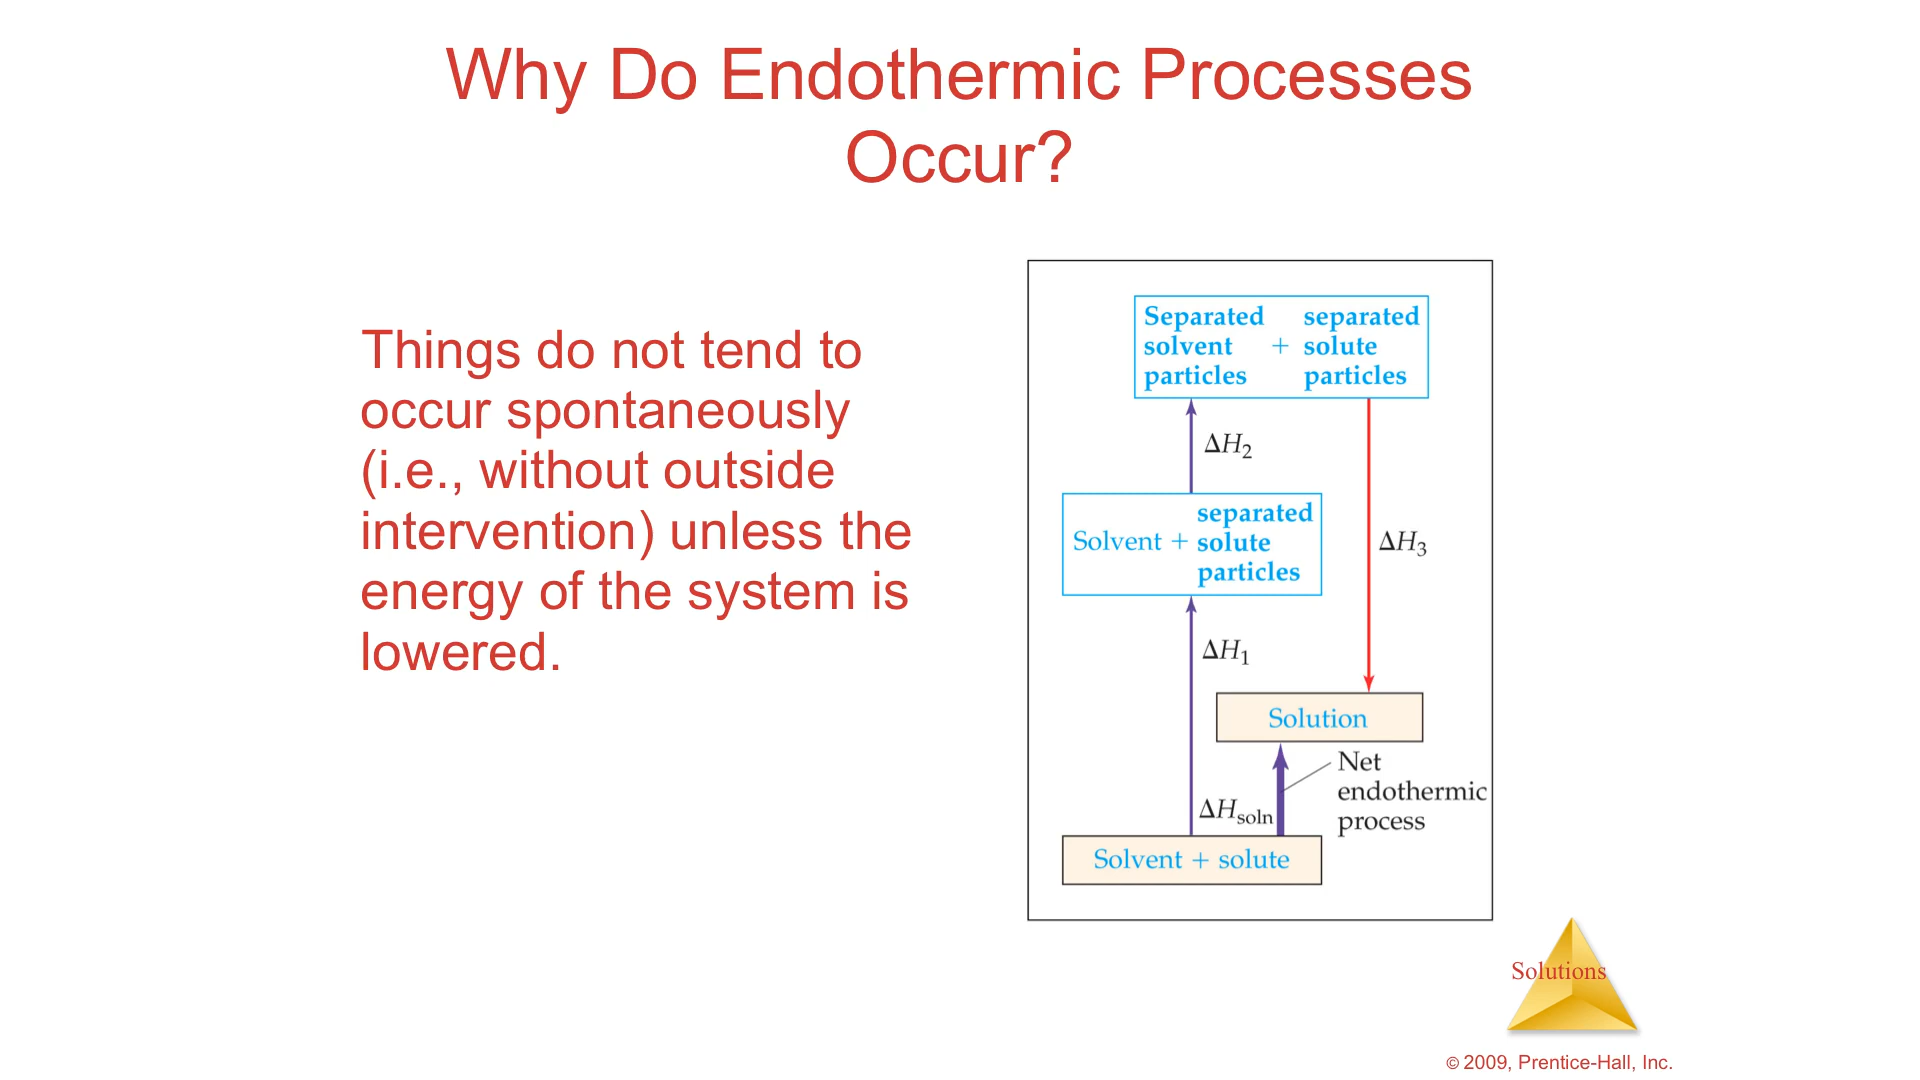 Why Do Endothermic Processes
Occur?
Things do not tend to
occur spontaneously
(i.e., without outside
intervention) unless the
energy of the system is
lowered.
Separated separated
solvent + solute
particles particles
ΔH2
separated
Solvent + solute
particles
ΔH3
ΔH1
Solution
Net
endothermic
process
ΔHsoln
Solvent + solute
Solutions
© 2009, Prentice-Hall, Inc.